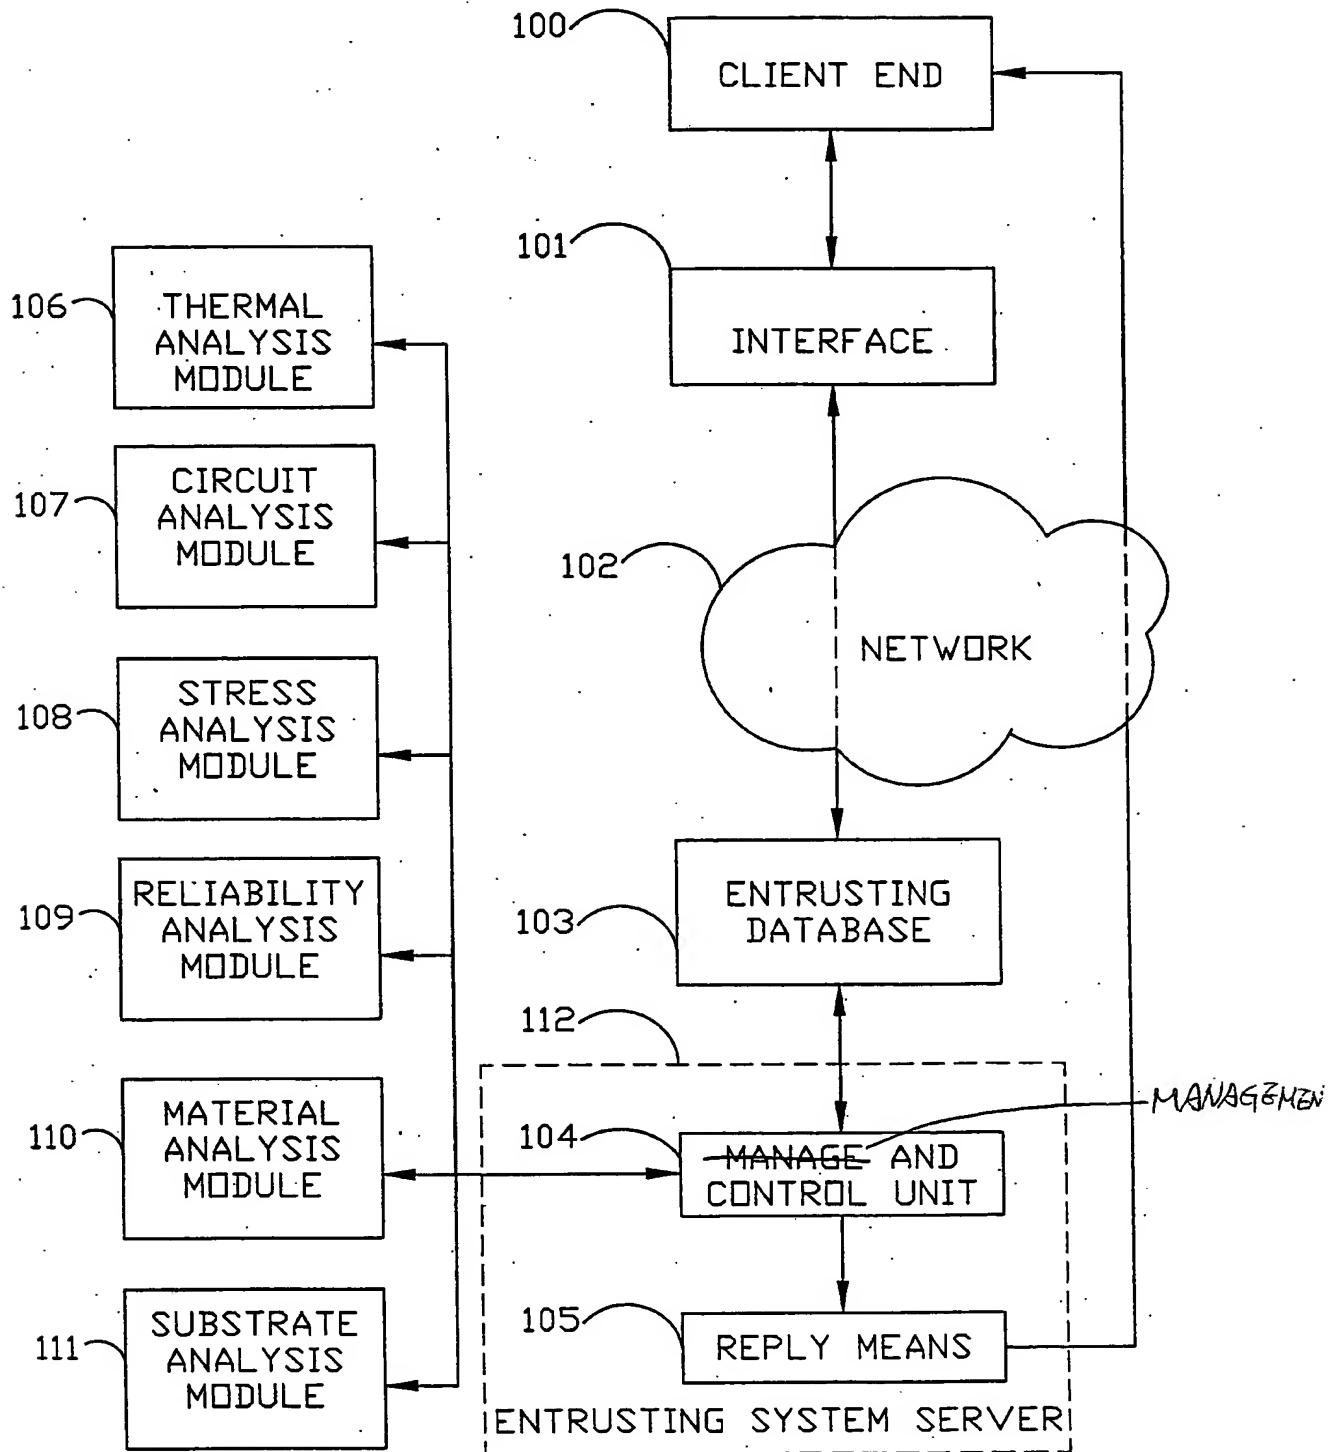 100
CLIENT END
101
INTERFACE
102
NETWORK
103
ENTRUSTING
DATABASE
112
104
MANAGE AND
CONTROL UNIT
MANAGEMEN
105
REPLY MEANS
ENTRUSTING SYSTEM SERVER
106
THERMAL
ANALYSIS
MODULE
107
CIRCUIT
ANALYSIS
MODULE
108
STRESS
ANALYSIS
MODULE
109
RELIABILITY
ANALYSIS
MODULE
110
MATERIAL
ANALYSIS
MODULE
111
SUBSTRATE
ANALYSIS
MODULE